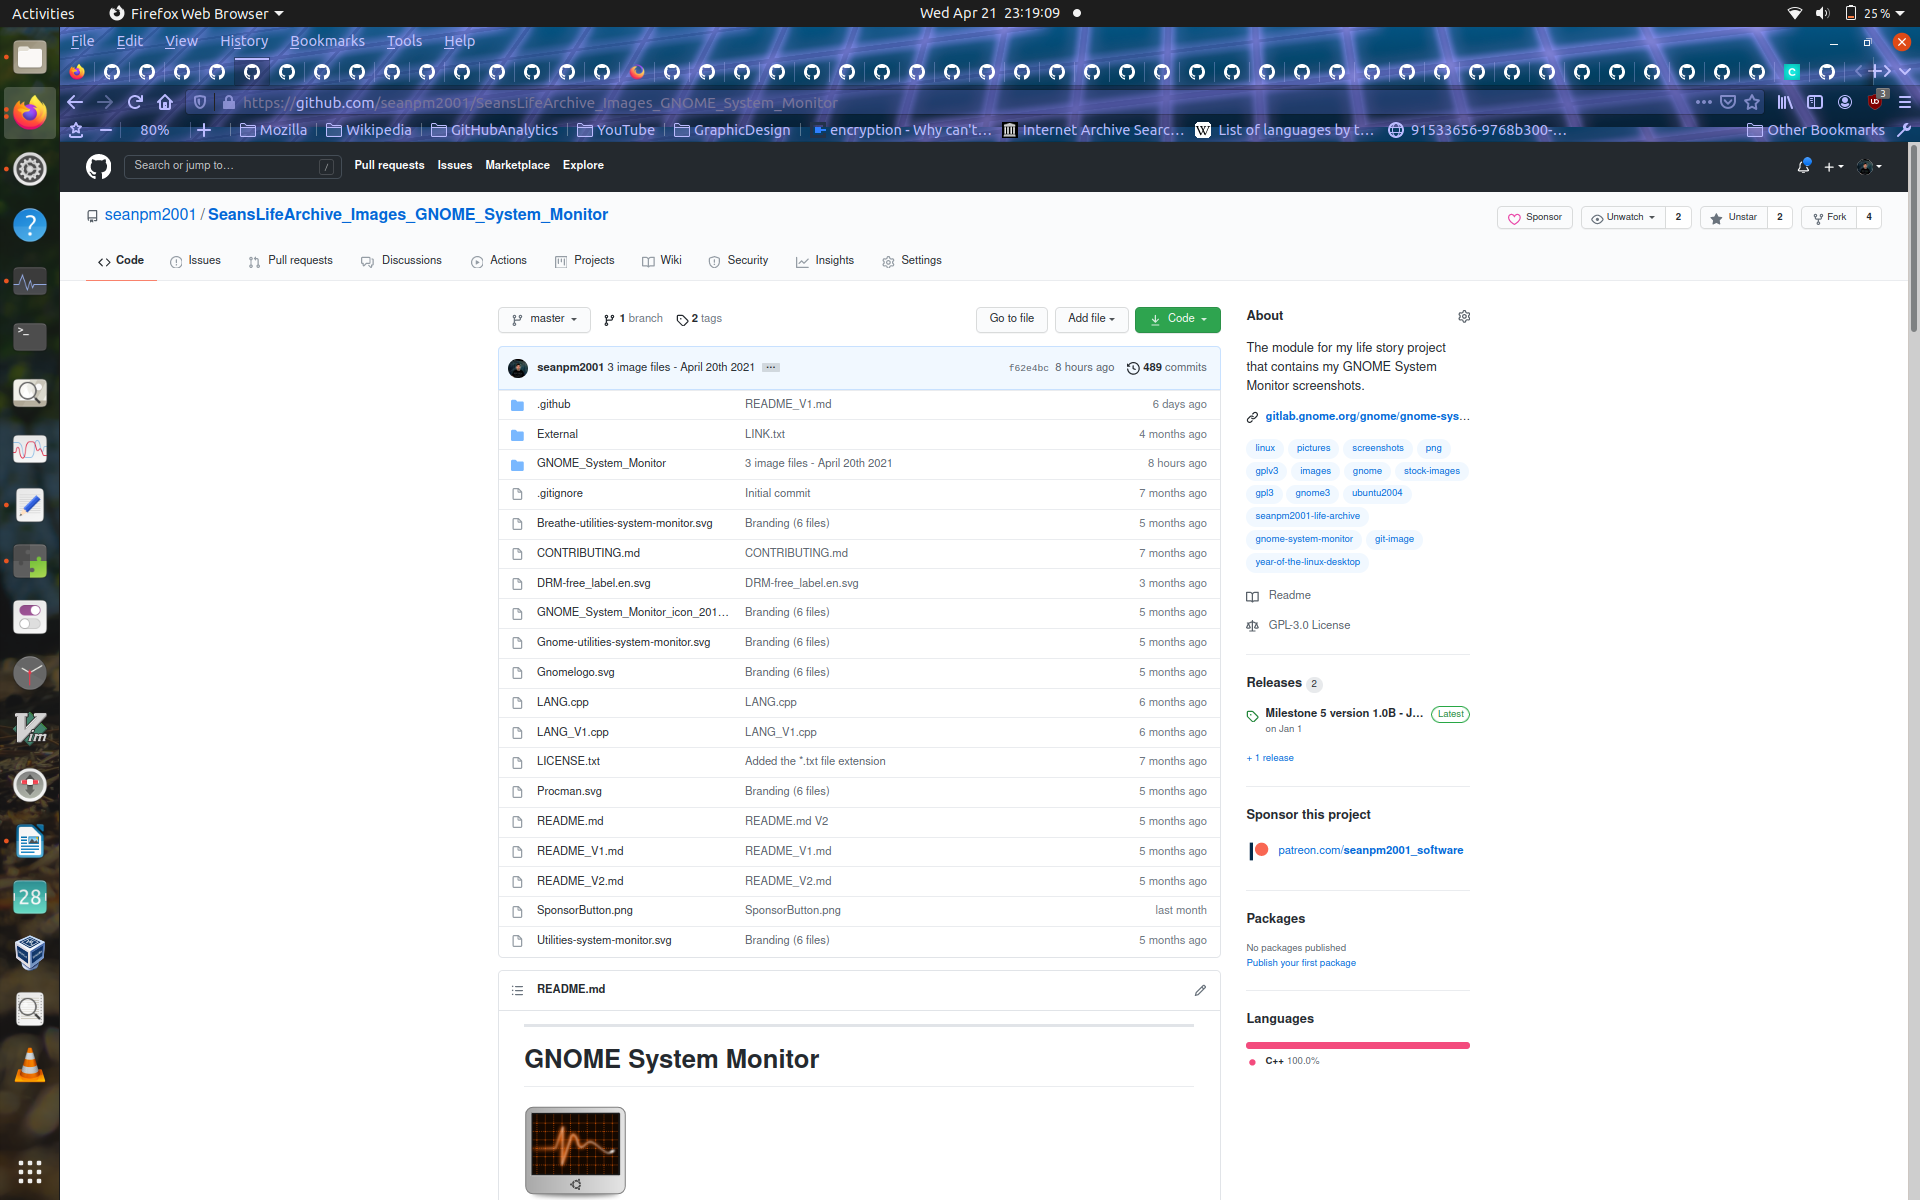 Activities Firefox Web Browser Wed Apr 21 23:19:09 25 %
File Edit View History Bookmarks Tools Help
https://github.com/seanpm2001/SeansLifeArchive_Images_GNOME_System_Monitor
3
80% Mozilla Wikipedia GitHubAnalytics YouTube GraphicDesign encryption - Why can't… Internet Archive Searc… List of languages by t… 91533656-9768b300-… Other Bookmarks
Search or jump to… / Pull requests Issues Marketplace Explore
seanpm2001 / SeansLifeArchive_Images_GNOME_System_Monitor
Sponsor Unwatch 2 Unstar 2 Fork 4
Code Issues Pull requests Discussions Actions Projects Wiki Security Insights Settings
master 1 branch 2 tags Go to file Add file Code
seanpm2001 3 image files - April 20th 2021 … f62e4bc 8 hours ago 489 commits
.github README_V1.md 6 days ago
External LINK.txt 4 months ago
GNOME_System_Monitor 3 image files - April 20th 2021 8 hours ago
.gitignore Initial commit 7 months ago
Breathe-utilities-system-monitor.svg Branding (6 files) 5 months ago
CONTRIBUTING.md CONTRIBUTING.md 7 months ago
DRM-free_label.en.svg DRM-free_label.en.svg 3 months ago
GNOME_System_Monitor_icon_201… Branding (6 files) 5 months ago
Gnome-utilities-system-monitor.svg Branding (6 files) 5 months ago
Gnomelogo.svg Branding (6 files) 5 months ago
LANG.cpp LANG.cpp 6 months ago
LANG_V1.cpp LANG_V1.cpp 6 months ago
LICENSE.txt Added the *.txt file extension 7 months ago
Procman.svg Branding (6 files) 5 months ago
README.md README.md V2 5 months ago
README_V1.md README_V1.md 5 months ago
README_V2.md README_V2.md 5 months ago
SponsorButton.png SponsorButton.png last month
Utilities-system-monitor.svg Branding (6 files) 5 months ago
README.md
GNOME System Monitor
About
The module for my life story project
that contains my GNOME System
Monitor screenshots.
gitlab.gnome.org/gnome/gnome-sys…
linux pictures screenshots png
gplv3 images gnome stock-images
gpl3 gnome3 ubuntu2004
seanpm2001-life-archive
gnome-system-monitor git-image
year-of-the-linux-desktop
Readme
GPL-3.0 License
Releases 2
Milestone 5 version 1.0B - J… Latest
on Jan 1
+ 1 release
Sponsor this project
patreon.com/seanpm2001_software
Packages
No packages published
Publish your first package
Languages
C++ 100.0%
28
Vim